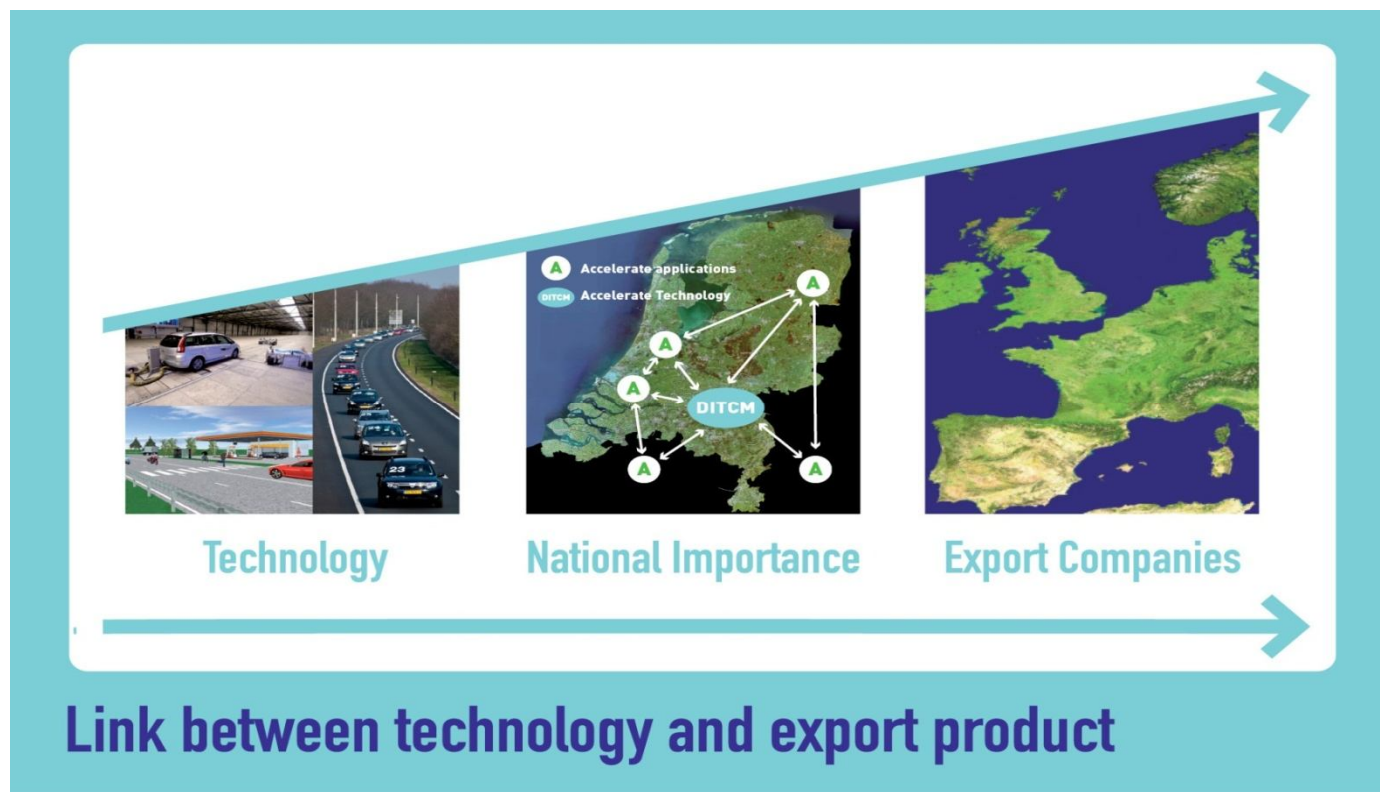 A Accelerate applications
DITCM Accelerate Technology
A
A
A
DITCM
A
A
23
Technology
National Importance
Export Companies
Link between technology and export product